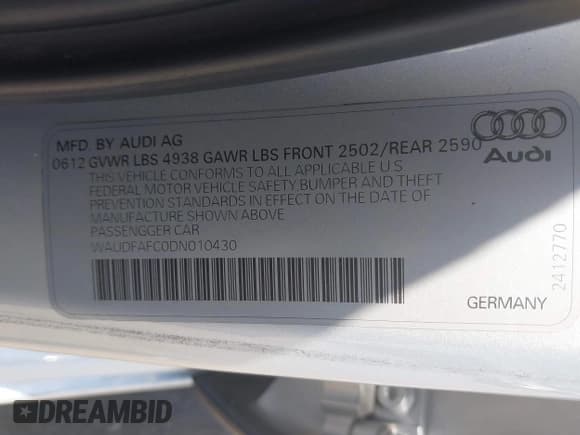 MFD. BY AUDI AG
0612 GVWR LBS 4938 GAWR LBS FRONT 2502/REAR 2590
THIS VEHICLE CONFORMS TO ALL APPLICABLE U.S
FEDERAL MOTOR VEHICLE SAFETY,BUMPER AND THEFT
PREVENTION STANDARDS IN EFFECT ON THE DATE OF
MANUFACTURE SHOWN ABOVE
PASSENGGER CAR
WAUDFAFC0DN010430
Audi
2412770
GERMANY
DREAMBID